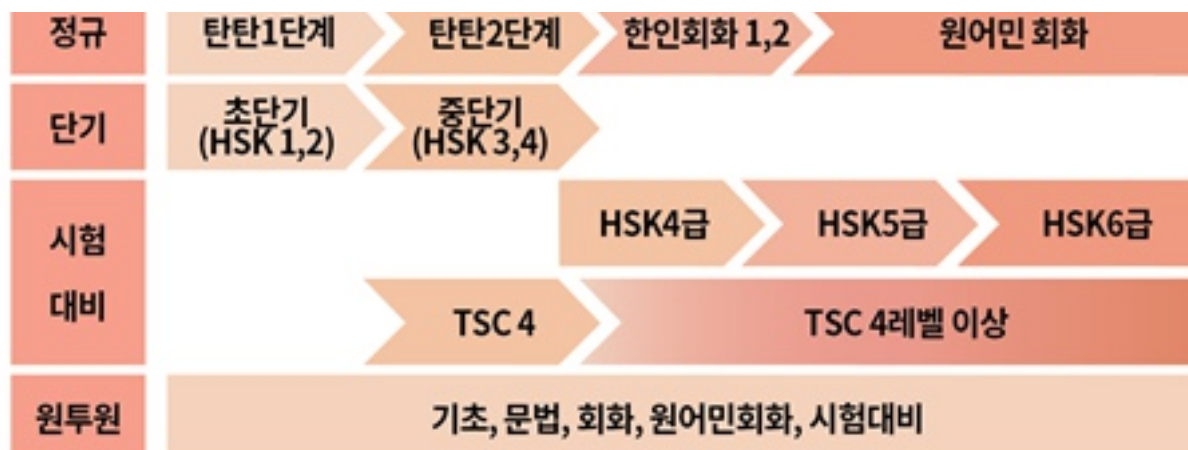 정규
탄탄1단계
탄탄2단계
한인회화 1,2
원어민 회화
단기
초단기
(HSK 1,2)
중단기
(HSK 3,4)
시험
대비
HSK4급
HSK5급
HSK6급
TSC 4
TSC 4레벨 이상
원투원
기초, 문법, 회화, 원어민회화, 시험대비